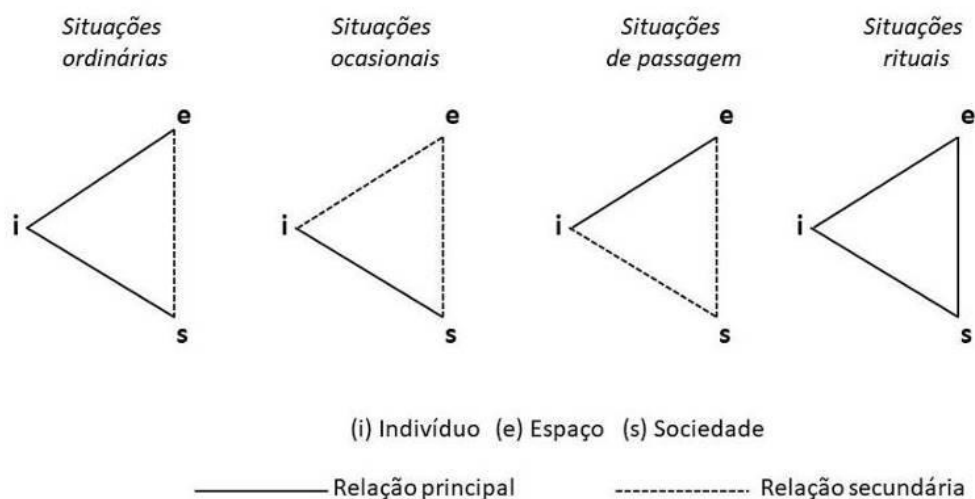 Situações ordinárias
Situações ocasionais
Situações de passagem
Situações rituais
e
i
s
e
i
s
e
i
s
e
i
s
(i) Indivíduo (e) Espaço (s) Sociedade
Relação principal
Relação secundária